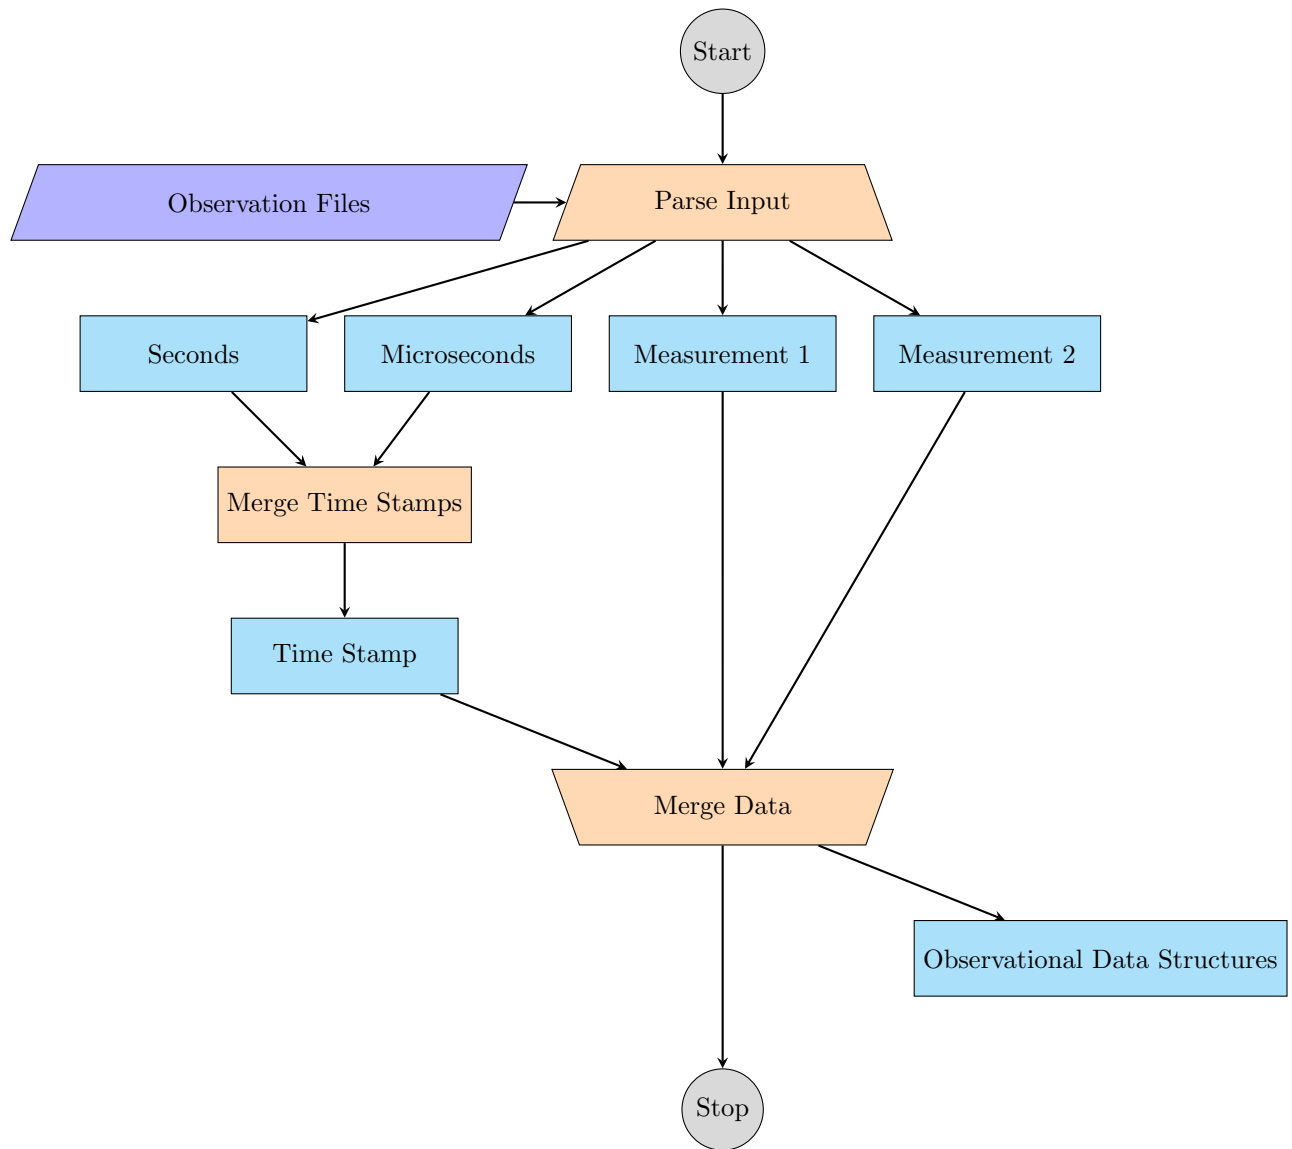 Start
Observation Files
Parse Input
Seconds
Microseconds
Measurement 1
Measurement 2
Merge Time Stamps
Time Stamp
Merge Data
Observational Data Structures
Stop